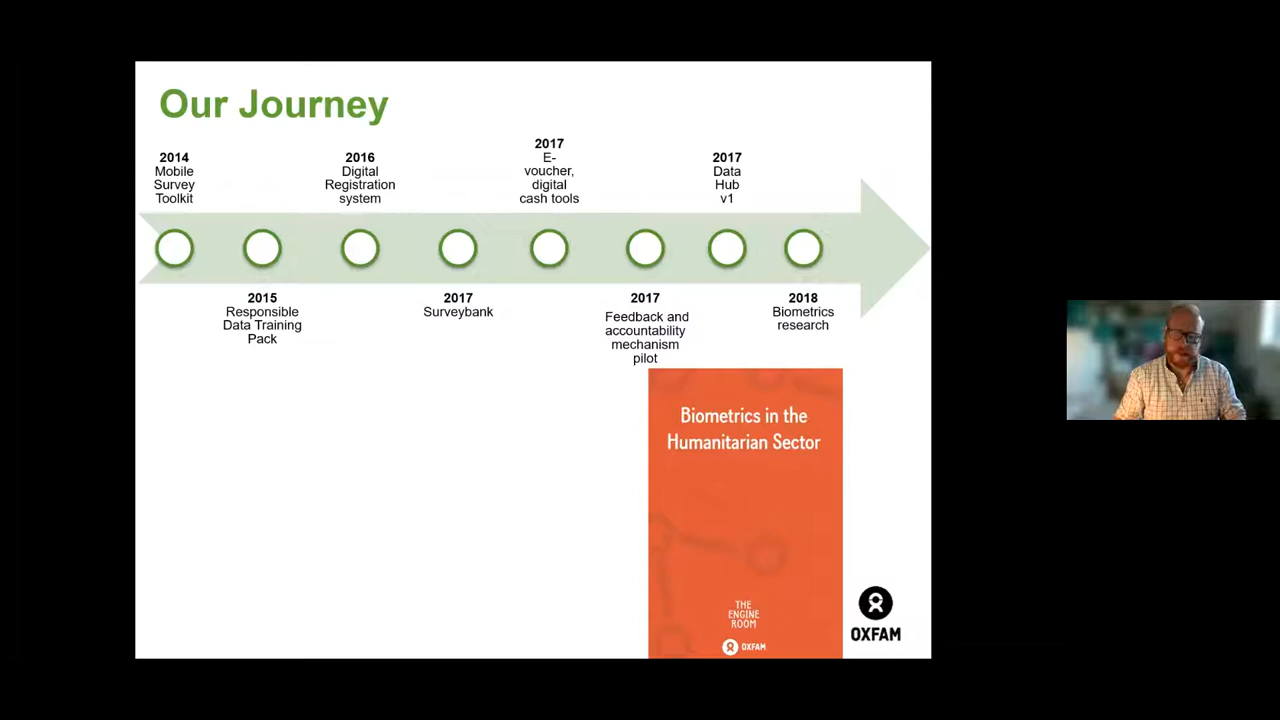 Our Journey
2014
Mobile
Survey
Toolkit
2015
Responsible
Data Training
Pack
2016
Digital
Registration
system
2017
Surveybank
2017
E-
voucher,
digital
cash tools
2017
Feedback and
accountability
mechanism
pilot
2017
Data
Hub
v1
2018
Biometrics
research
Biometrics in the
Humanitarian Sector
THE
ENGINE
ROOM
OXFAM
OXFAM